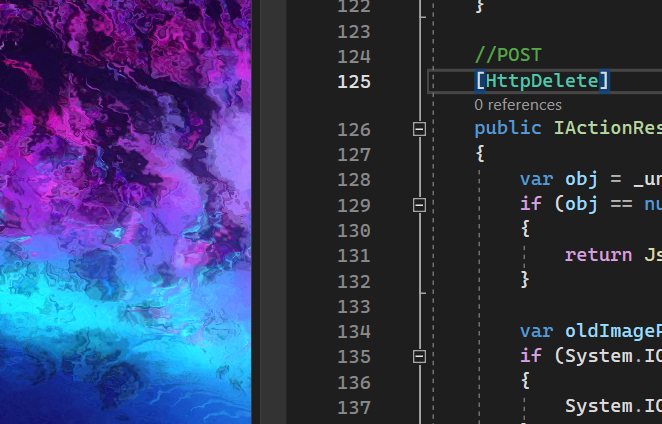 122 }
123
124 //POST
125 [HttpDelete]
0 references
126 public IActionRes
127 {
128 var obj = _un
129 if (obj == nu
130 {
131 return Js
132 }
133
134 var oldImageP
135 if (System.IO
136 {
137 System.IO